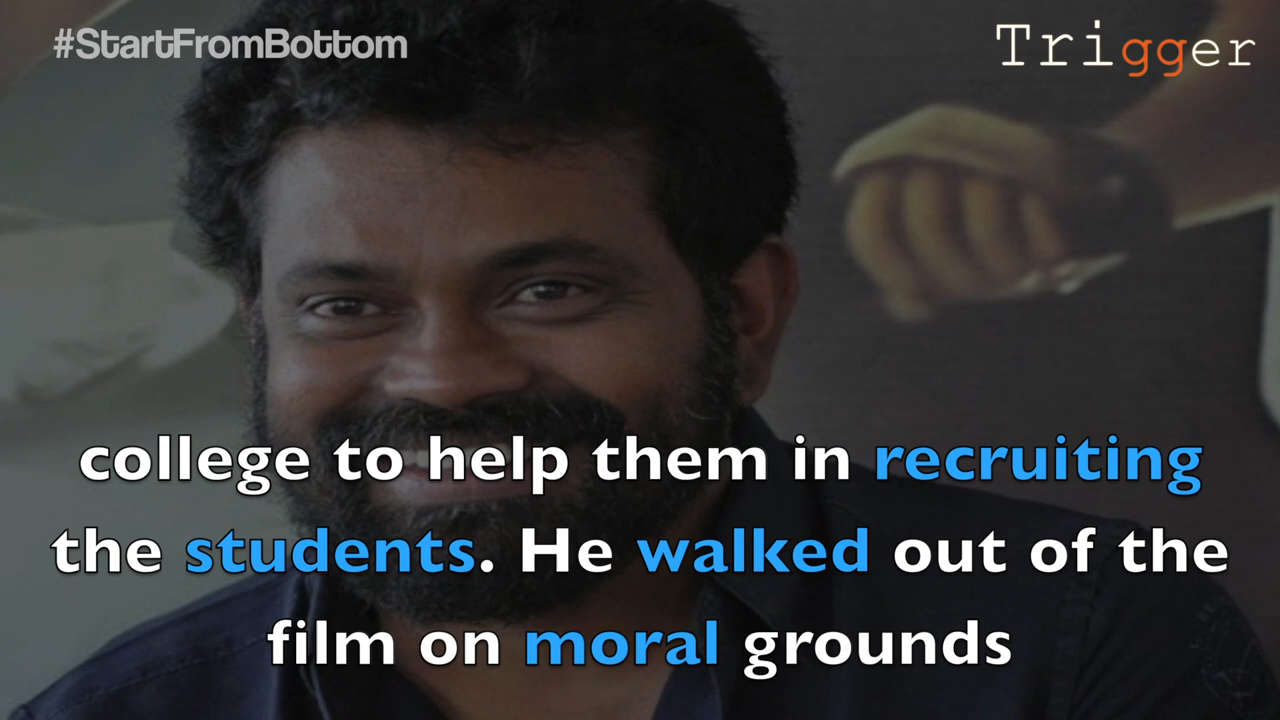 #StartFromBottom
Trigger
college to help them in recruiting
the students. He walked out of the
film on moral grounds